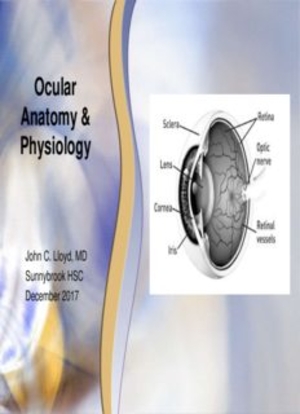 Ocular
Anatomy &
Physiology
John C. Lloyd, MD
Sunnybrook HSC
December 2017
Sclera
Retina
Optic
nerve
Lens
Cornea
Iris
Retinal
vessels